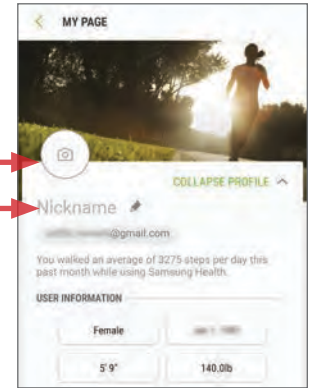 MY PAGE
COLLAPSE PROFILE
Nickname
@gmail.com
You walked an average of 3275 steps per day this
past month while using Samsung Health.
USER INFORMATION
Female
5' 9"
140.0lb